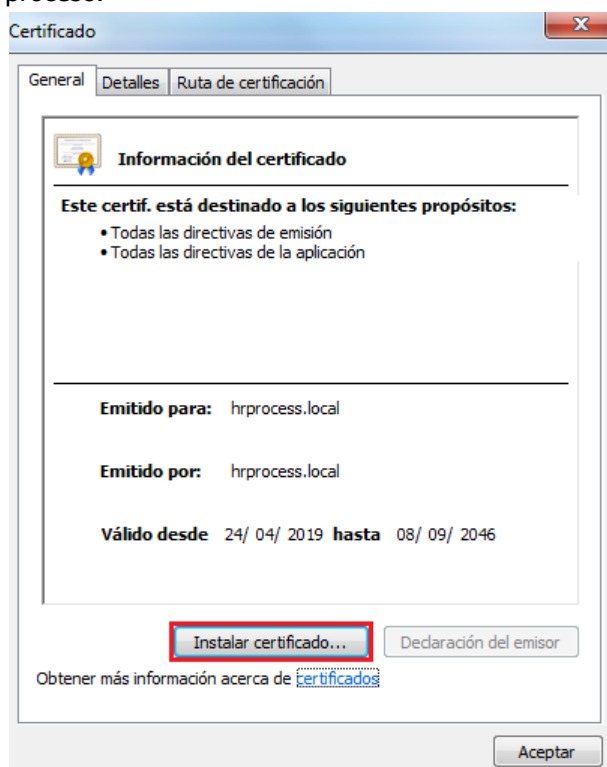 proceso.
Certificado
General Detalles Ruta de certificación
Información del certificado
Este certif. está destinado a los siguientes propósitos:
• Todas las directivas de emisión
• Todas las directivas de la aplicación
Emitido para: hrprocess.local
Emitido por: hrprocess.local
Válido desde 24/ 04/ 2019 hasta 08/ 09/ 2046
Instalar certificado... Declaración del emisor
Obtener más información acerca de certificados
Aceptar